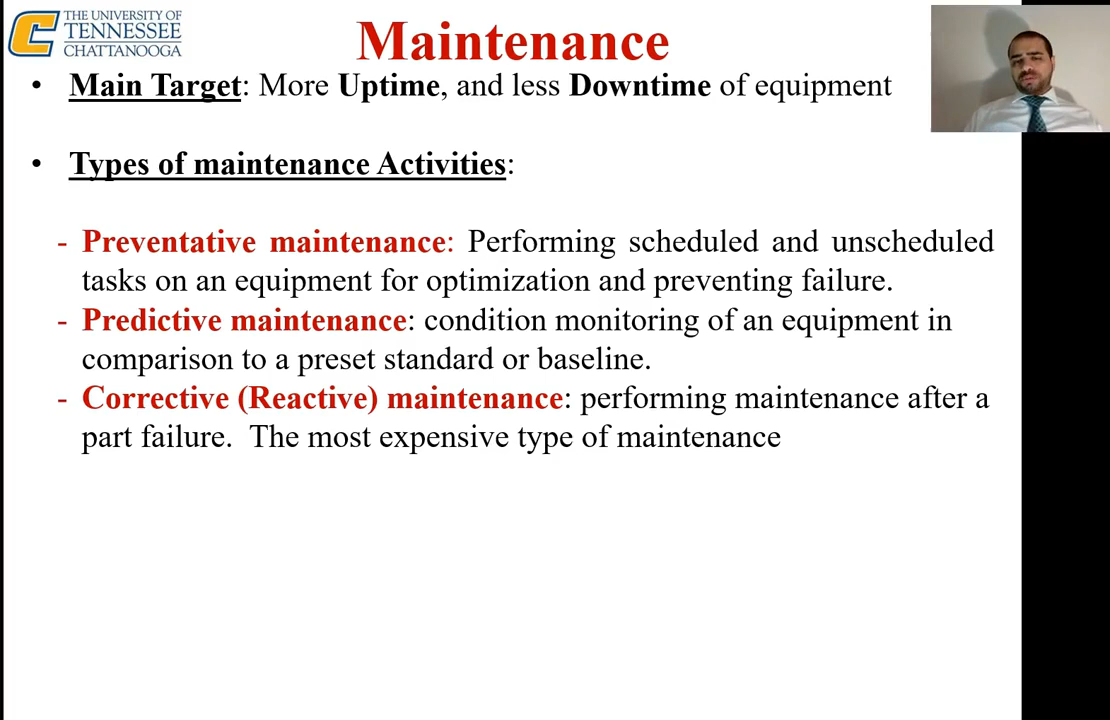 THE UNIVERSITY OF
TENNESSEE
CHATTANOOGA
Maintenance
• Main Target: More Uptime, and less Downtime of equipment
• Types of maintenance Activities:
- Preventative maintenance: Performing scheduled and unscheduled
tasks on an equipment for optimization and preventing failure.
- Predictive maintenance: condition monitoring of an equipment in
comparison to a preset standard or baseline.
- Corrective (Reactive) maintenance: performing maintenance after a
part failure.  The most expensive type of maintenance